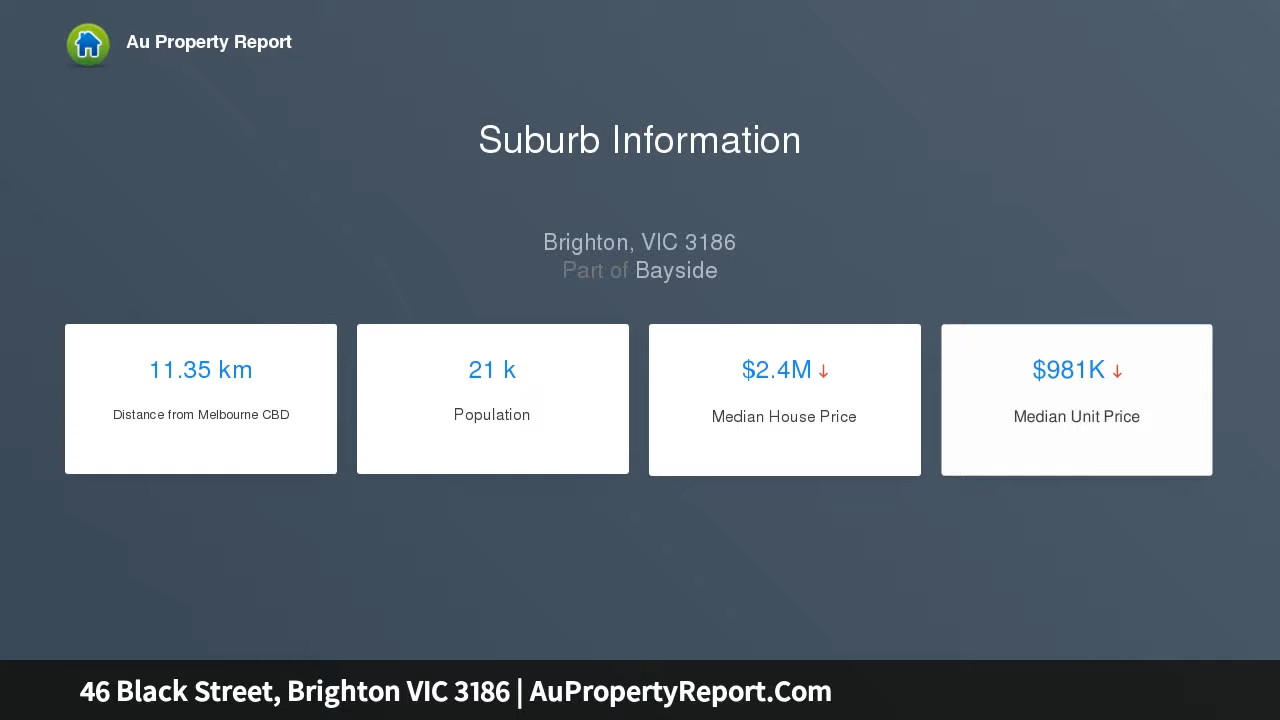 Au Property Report
Suburb Information
Brighton, VIC 3186
Part of Bayside
11.35 km
Distance from Melbourne CBD
21 k
Population
$2.4M ↓
Median House Price
$981K ↓
Median Unit Price
46 Black Street, Brighton VIC 3186 | AuPropertyReport.Com